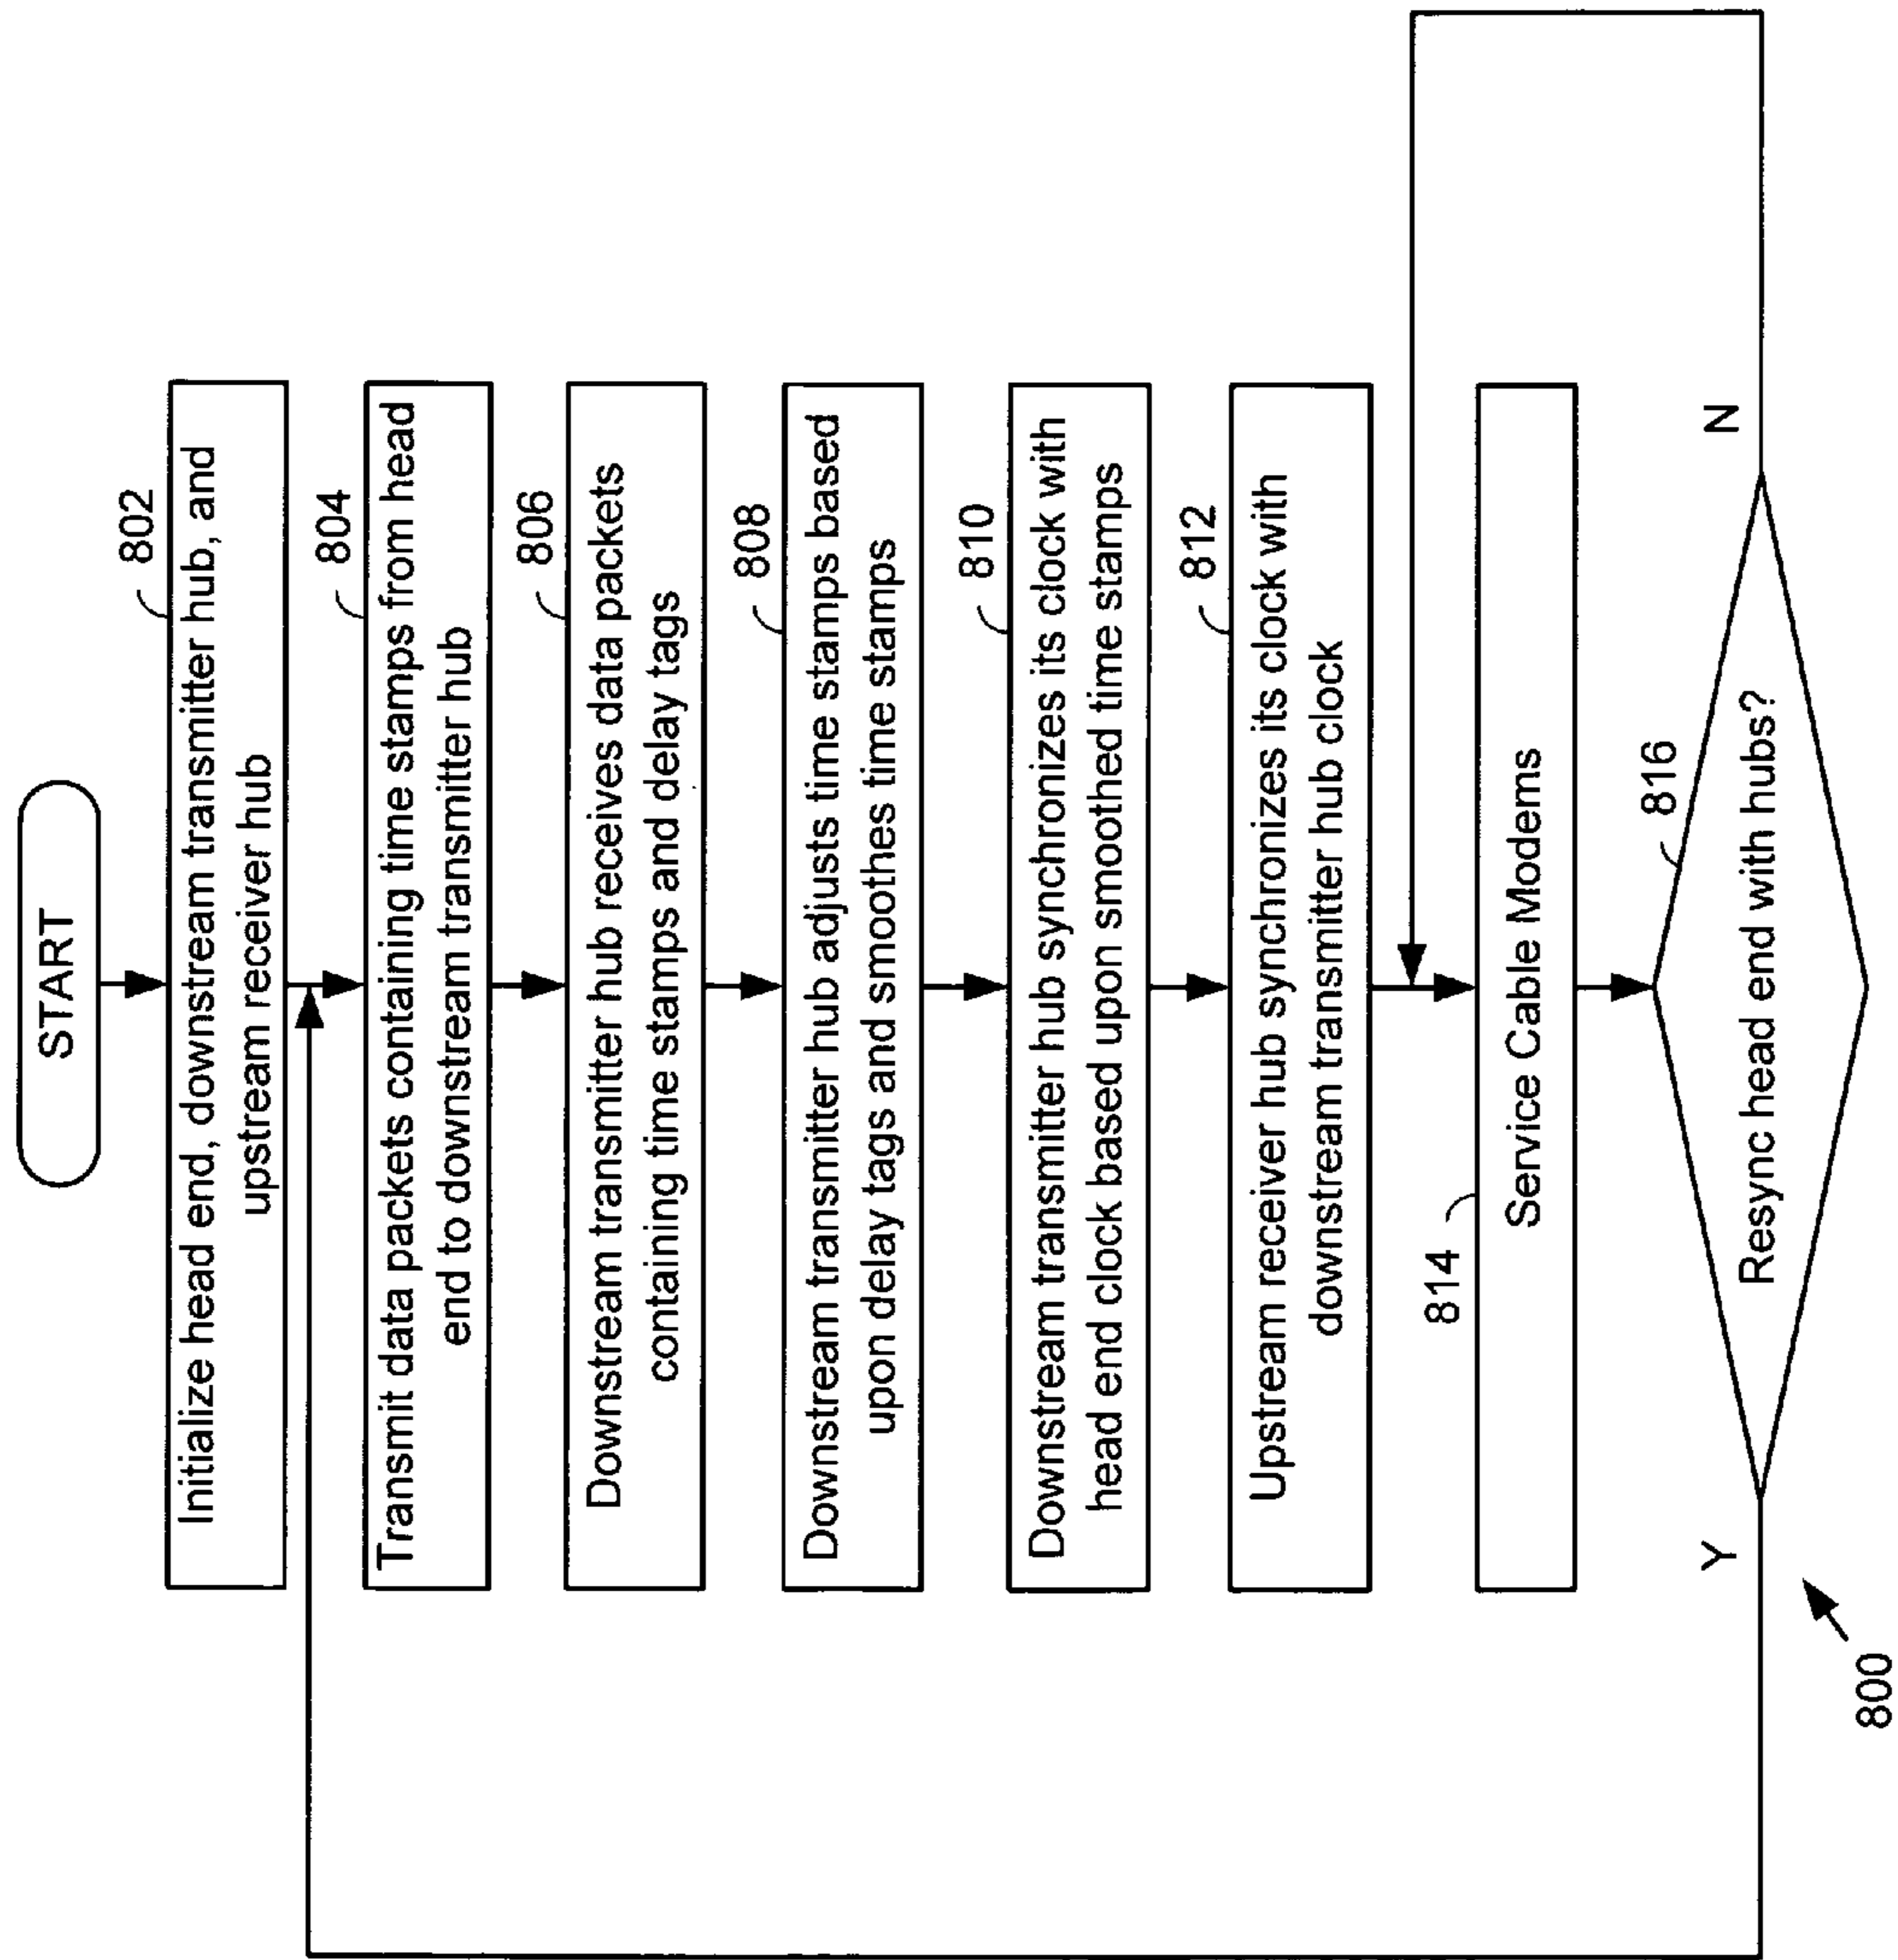 START
802
Initialize head end, downstream transmitter hub, and
upstream receiver hub
804
Transmit data packets containing time stamps from head
end to downstream transmitter hub
806
Downstream transmitter hub receives data packets
containing time stamps and delay tags
808
Downstream transmitter hub adjusts time stamps based
upon delay tags and smoothes time stamps
810
Downstream transmitter hub synchronizes its clock with
head end clock based upon smoothed time stamps
812
Upstream receiver hub synchronizes its clock with
downstream transmitter hub clock
814
Service Cable Modems
816
Resync head end with hubs?
Y
N
800